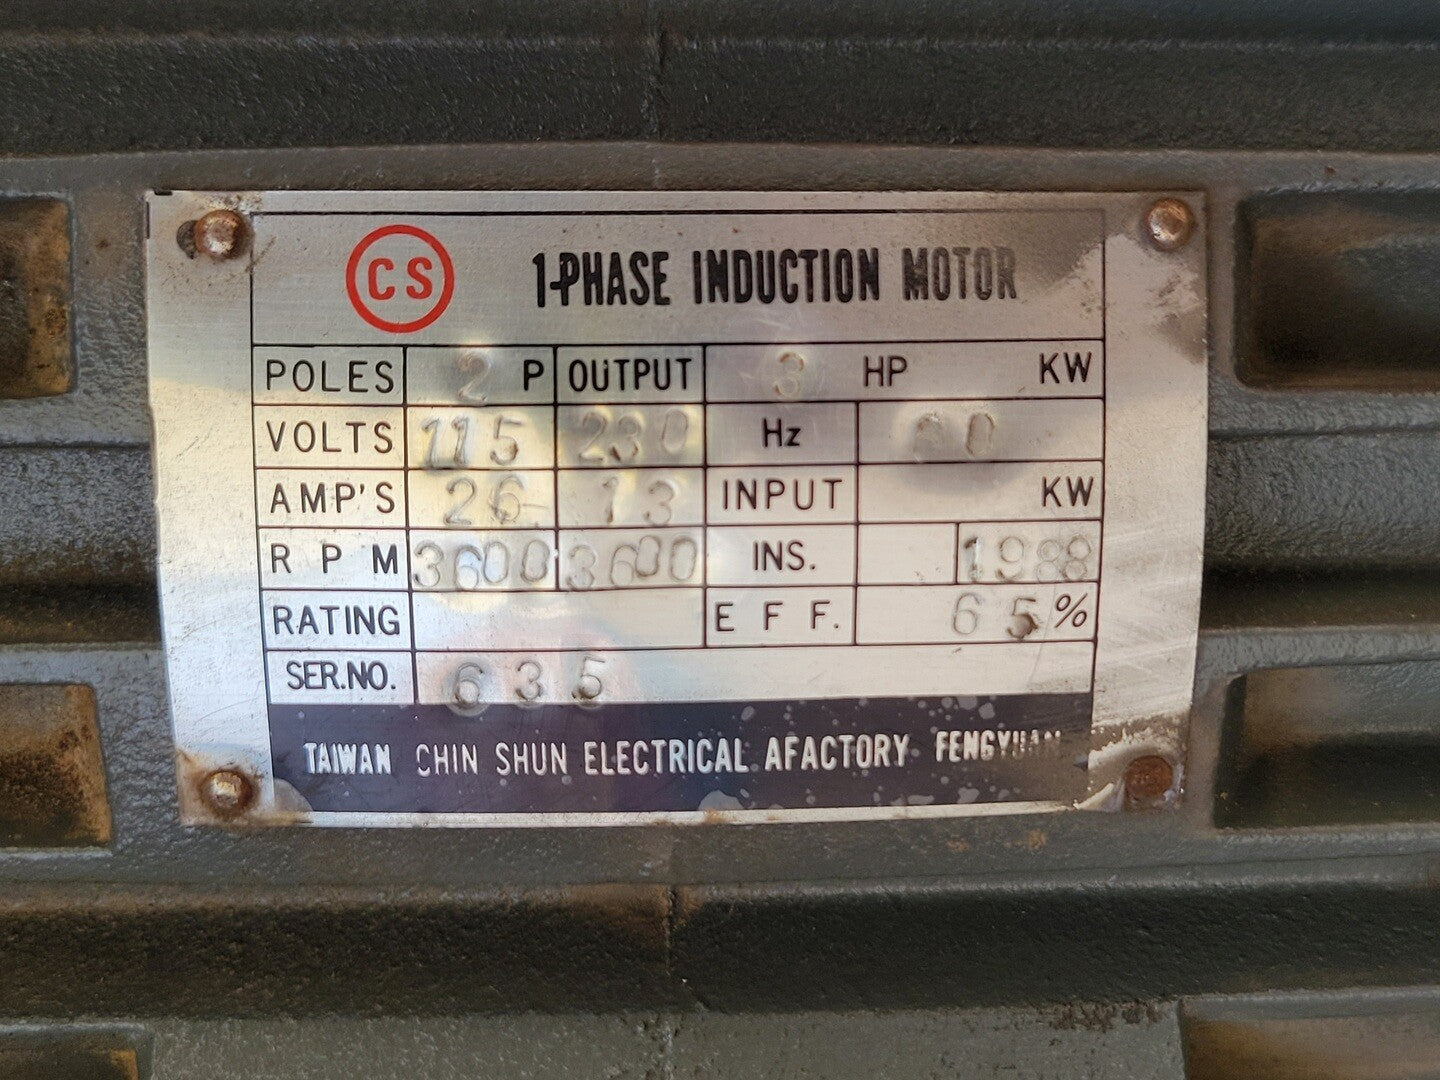 CS 1-PHASE INDUCTION MOTOR
POLES 2 P OUTPUT 3 HP KW
VOLTS 115 230 Hz 60
AMP'S 26 13 INPUT KW
R P M 3600 3600 INS. 1988
RATING E F F. 65%
SER.NO. 635
TAIWAN CHIN SHUN ELECTRICAL AFACTORY FENGYUAN